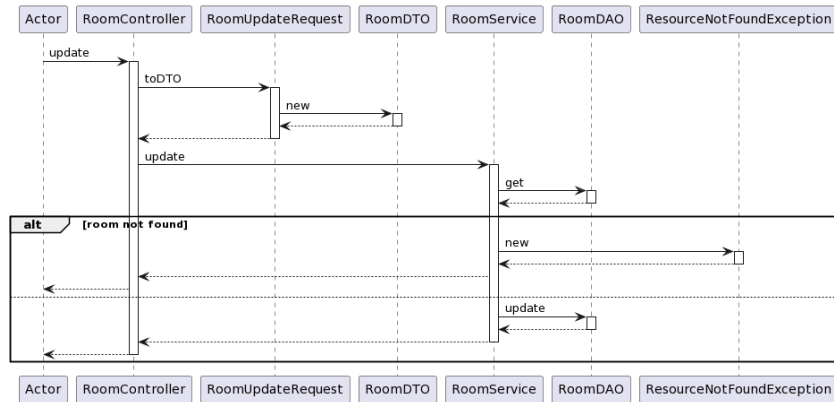 Actor RoomController RoomUpdateRequest RoomDTO RoomService RoomDAO ResourceNotFoundException
update
toDTO
new
update
get
alt [room not found]
new
update
Actor RoomController RoomUpdateRequest RoomDTO RoomService RoomDAO ResourceNotFoundException